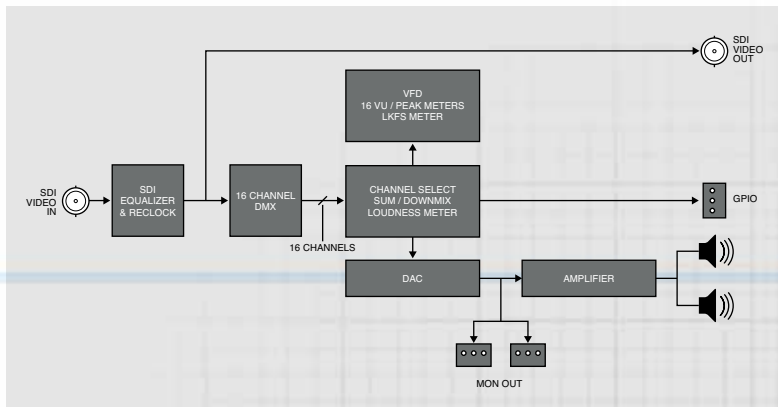 SDI
VIDEO
OUT
VFD
16 VU / PEAK METERS
LKFS METER
SDI
VIDEO
IN
SDI
EQUALIZER
& RECLOCK
16 CHANNEL
DMX
CHANNEL SELECT
SUM / DOWNMIX
LOUDNESS METER
GPIO
16 CHANNELS
DAC
AMPLIFIER
MON OUT